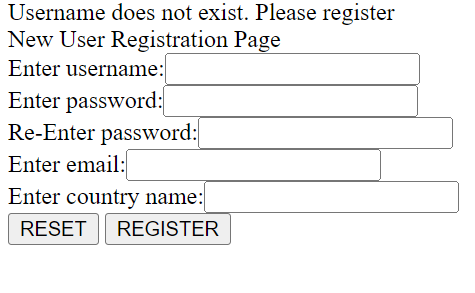 Username does not exist. Please register
New User Registration Page
Enter username:
Enter password:
Re-Enter password:
Enter email:
Enter country name:
RESET REGISTER